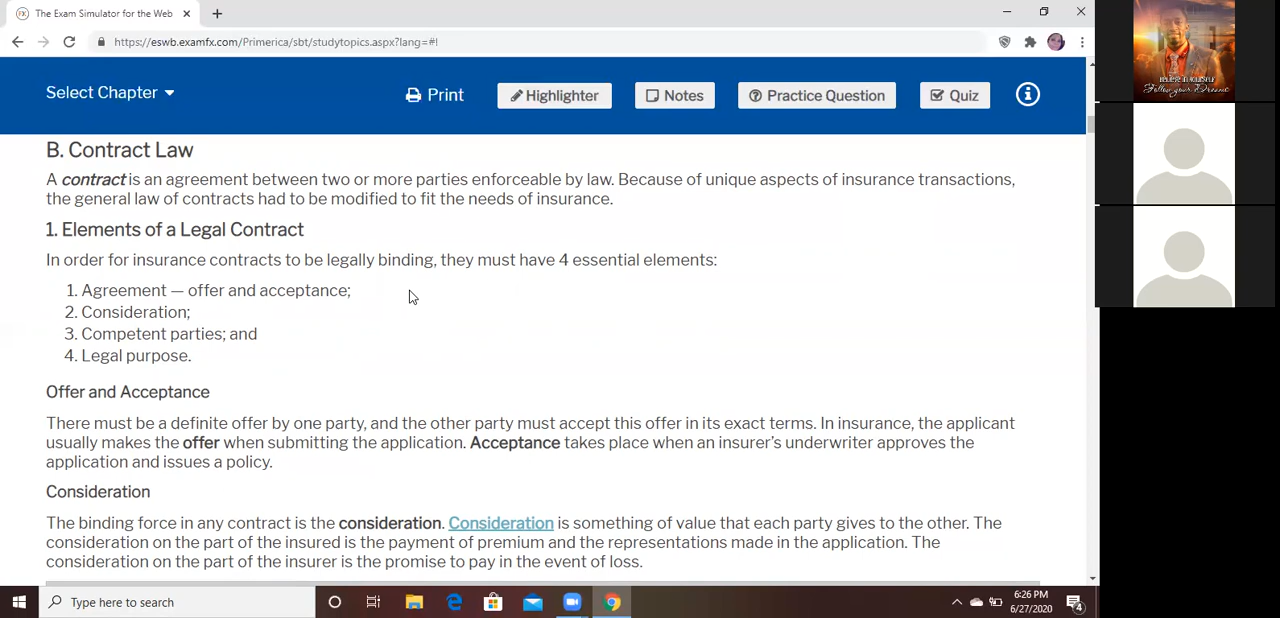 The Exam Simulator for the Web
https://eswb.examfx.com/Primerica/sbt/studytopics.aspx?lang=#!
Select Chapter
Print
Highlighter
Notes
Practice Question
Quiz
B. Contract Law
A contract is an agreement between two or more parties enforceable by law. Because of unique aspects of insurance transactions,
the general law of contracts had to be modified to fit the needs of insurance.
1. Elements of a Legal Contract
In order for insurance contracts to be legally binding, they must have 4 essential elements:
1. Agreement — offer and acceptance;
2. Consideration;
3. Competent parties; and
4. Legal purpose.
Offer and Acceptance
There must be a definite offer by one party, and the other party must accept this offer in its exact terms. In insurance, the applicant
usually makes the offer when submitting the application. Acceptance takes place when an insurer's underwriter approves the
application and issues a policy.
Consideration
The binding force in any contract is the consideration. Consideration is something of value that each party gives to the other. The
consideration on the part of the insured is the payment of premium and the representations made in the application. The
consideration on the part of the insurer is the promise to pay in the event of loss.
Type here to search
6:26 PM
6/27/2020
4
Follow your Dreams